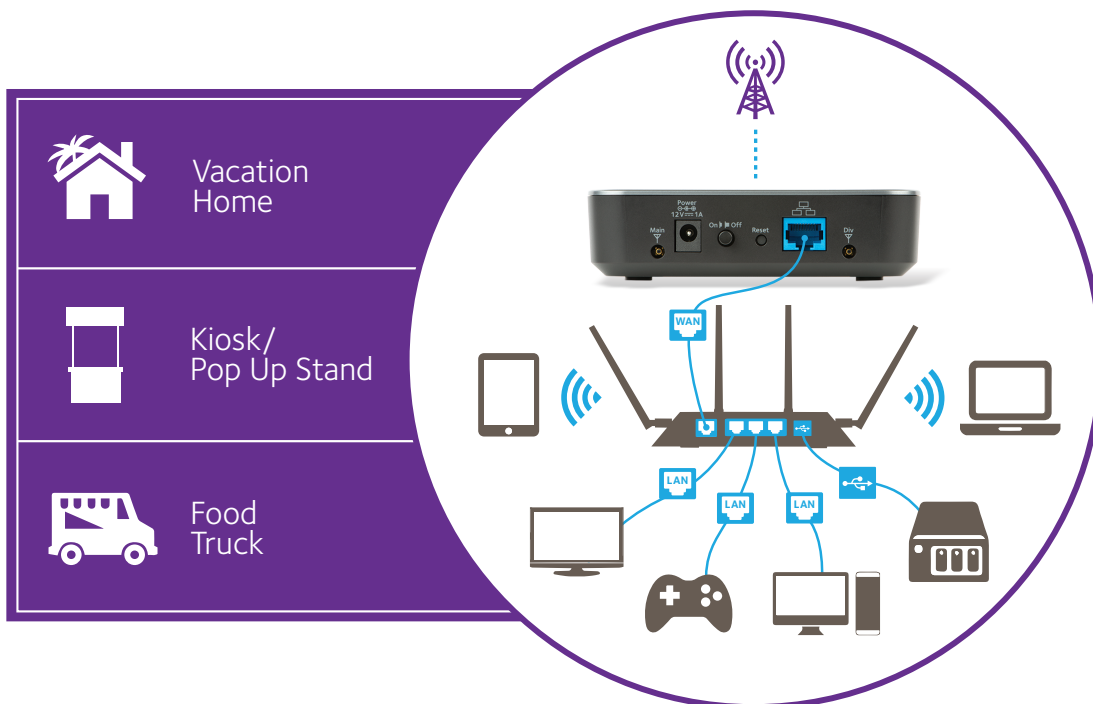 Vacation
Home
Kiosk/
Pop Up Stand
Food
Truck
Power
12V 1A
Main
On Off
Reset
Div
WAN
LAN
LAN
LAN